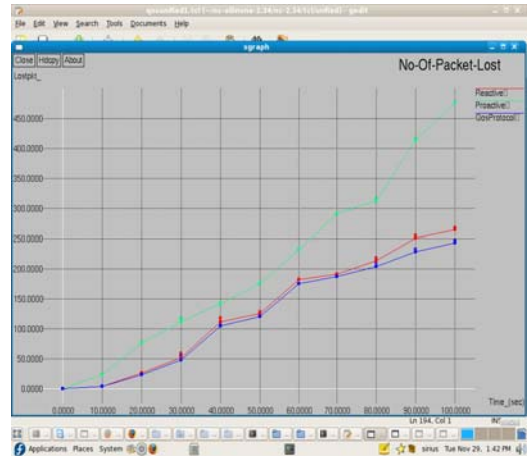 File Edit View Search Tools Documents Help
xgraph
Close Hdcpy About
No-Of-Packet-Lost
Lostpkt_
Reactive
Proactive
QosProtocol
450.0000
400.0000
350.0000
300.0000
250.0000
200.0000
150.0000
100.0000
50.0000
0.0000
0.0000 10.0000 20.0000 30.0000 40.0000 50.0000 60.0000 70.0000 80.0000 90.0000 100.0000
Time_(sec)
Ln 194, Col 1 INS
Applications Places System sirius Tue Nov 29, 1:42 PM